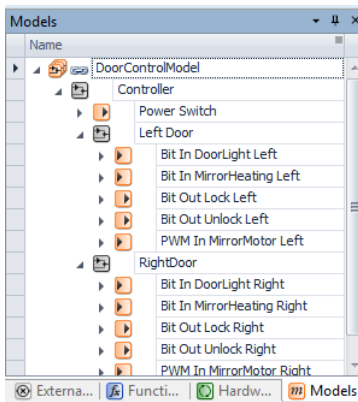 Models
Name
DoorControlModel
Controller
Power Switch
Left Door
Bit In DoorLight Left
Bit In MirrorHeating Left
Bit Out Lock Left
Bit Out Unlock Left
PWM In MirrorMotor Left
RightDoor
Bit In DoorLight Right
Bit In MirrorHeating Right
Bit Out Lock Right
Bit Out Unlock Right
PWM In MirrorMotor Right
Externa... fx Functi... Hardw... m Models